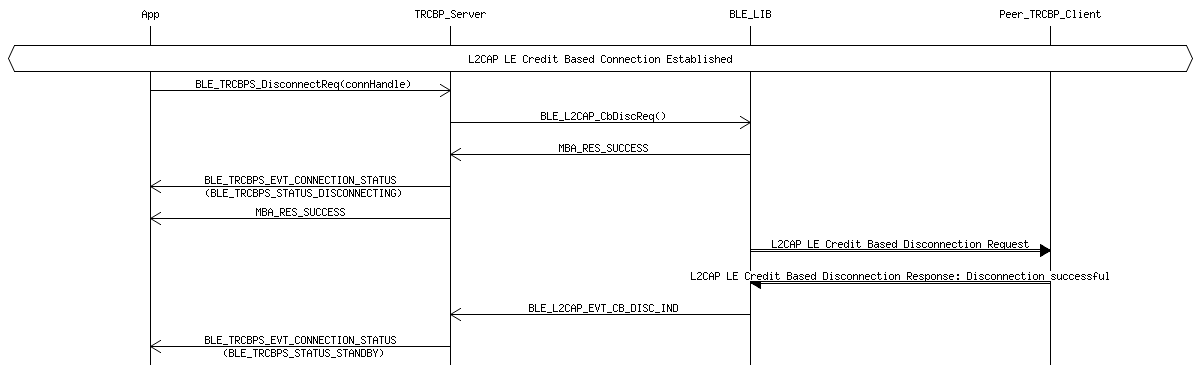 App TRCBP_Server BLE_LIB Peer_TRCBP_Client
L2CAP LE Credit Based Connection Established
BLE_TRCBPS_DisconnectReq(connHandle)
BLE_L2CAP_CbDiscReq()
MBA_RES_SUCCESS
BLE_TRCBPS_EVT_CONNECTION_STATUS
(BLE_TRCBPS_STATUS_DISCONNECTING)
MBA_RES_SUCCESS
L2CAP LE Credit Based Disconnection Request
L2CAP LE Credit Based Disconnection Response: Disconnection successful
BLE_L2CAP_EVT_CB_DISC_IND
BLE_TRCBPS_EVT_CONNECTION_STATUS
(BLE_TRCBPS_STATUS_STANDBY)